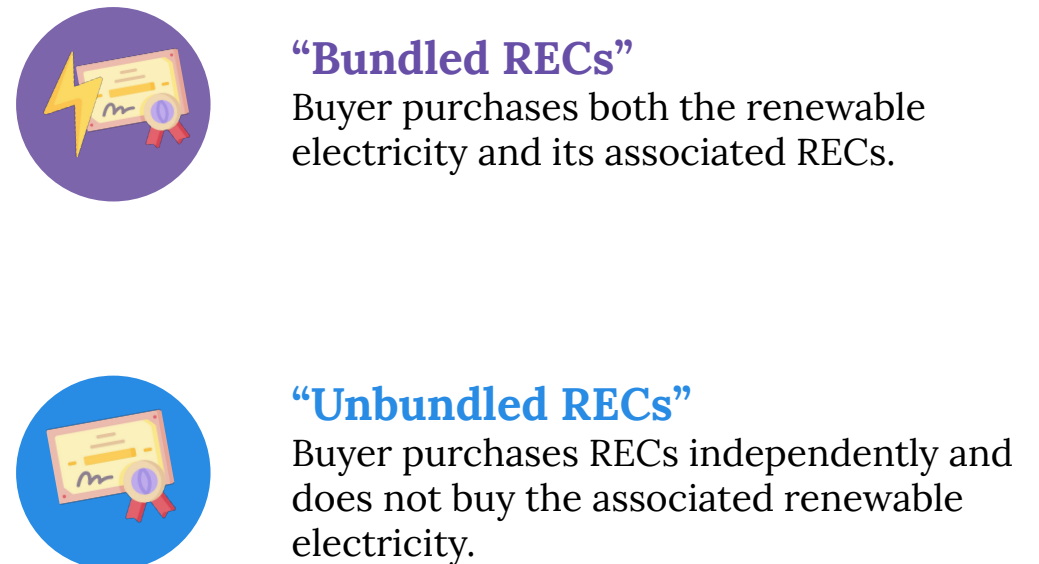 “Bundled RECs”
Buyer purchases both the renewable
electricity and its associated RECs.
“Unbundled RECs”
Buyer purchases RECs independently and
does not buy the associated renewable
electricity.